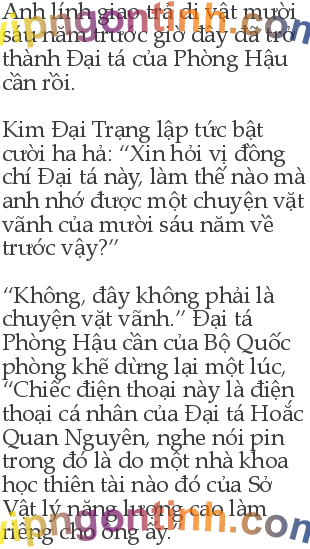 Anh lính giao trả di vật mười
sáu năm trước giờ đây đã trở
thành Đại tá của Phòng Hậu
cần rồi.
Kim Đại Trạng lập tức bật
cười ha hả: “Xin hỏi vị đồng
chí Đại tá này, làm thế nào mà
anh nhớ được một chuyện vặt
vãnh của mười sáu năm về
trước vậy?”
“Không, đây không phải là
chuyện vặt vãnh.” Đại tá
Phòng Hậu cần của Bộ Quốc
phòng khẽ dừng lại một lúc,
“Chiếc điện thoại này là điện
thoại cá nhân của Đại tá Hoắc
Quan Nguyên, nghe nói pin
trong đó là do một nhà khoa
học thiên tài nào đó của Sở
Vật lý năng lượng cao làm
riêng cho ông ấy.”
vipngontinh.com
vipngontinh.com